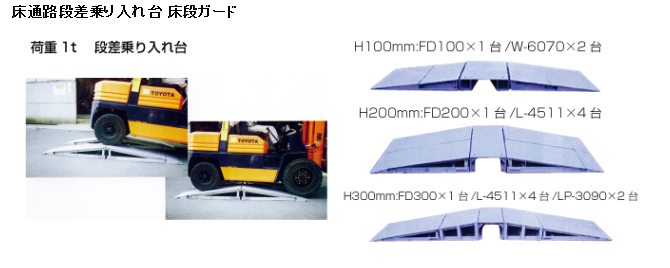 床通路段差乗り入れ台 床段ガード
荷重 1t 段差乗り入れ台
TOYOTA
TOYOTA
H100mm:FD100×1台/W-6070×2台
H200mm:FD200×1台/L-4511×4台
H300mm:FD300×1台/L-4511×4台/LP-3090×2台